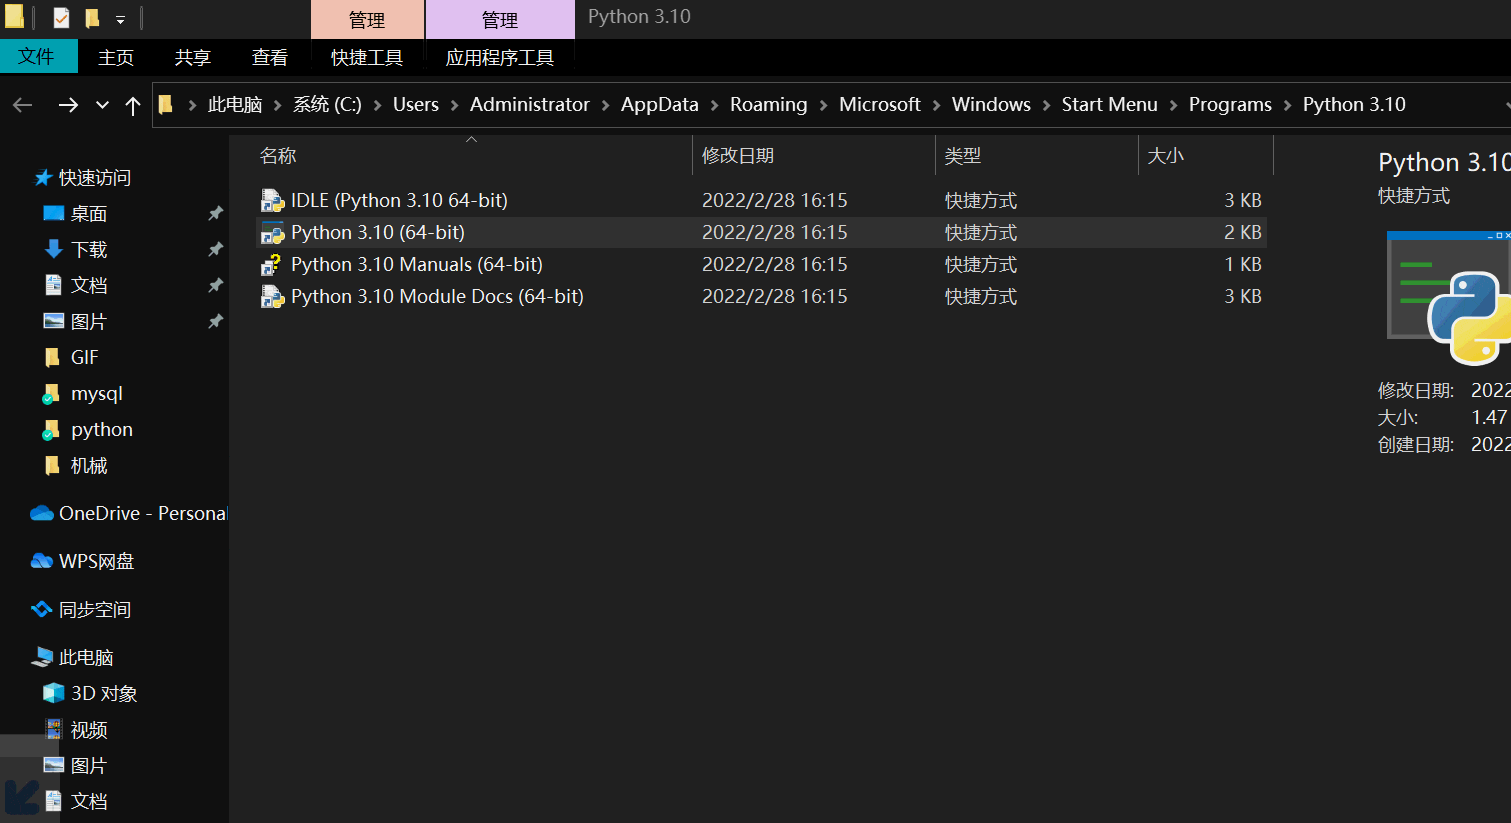 管理 管理 Python 3.10
文件 主页 共享 查看 快捷工具 应用程序工具
此电脑 系统 (C:) Users Administrator AppData Roaming Microsoft Windows Start Menu Programs Python 3.10
名称 修改日期 类型 大小
IDLE (Python 3.10 64-bit) 2022/2/28 16:15 快捷方式 3 KB
Python 3.10 (64-bit) 2022/2/28 16:15 快捷方式 2 KB
Python 3.10 Manuals (64-bit) 2022/2/28 16:15 快捷方式 1 KB
Python 3.10 Module Docs (64-bit) 2022/2/28 16:15 快捷方式 3 KB
快速访问
桌面
下载
文档
图片
GIF
mysql
python
机械
OneDrive - Personal
WPS网盘
同步空间
此电脑
3D 对象
视频
图片
文档
Python 3.10
快捷方式
修改日期: 2022
大小: 1.47
创建日期: 2022